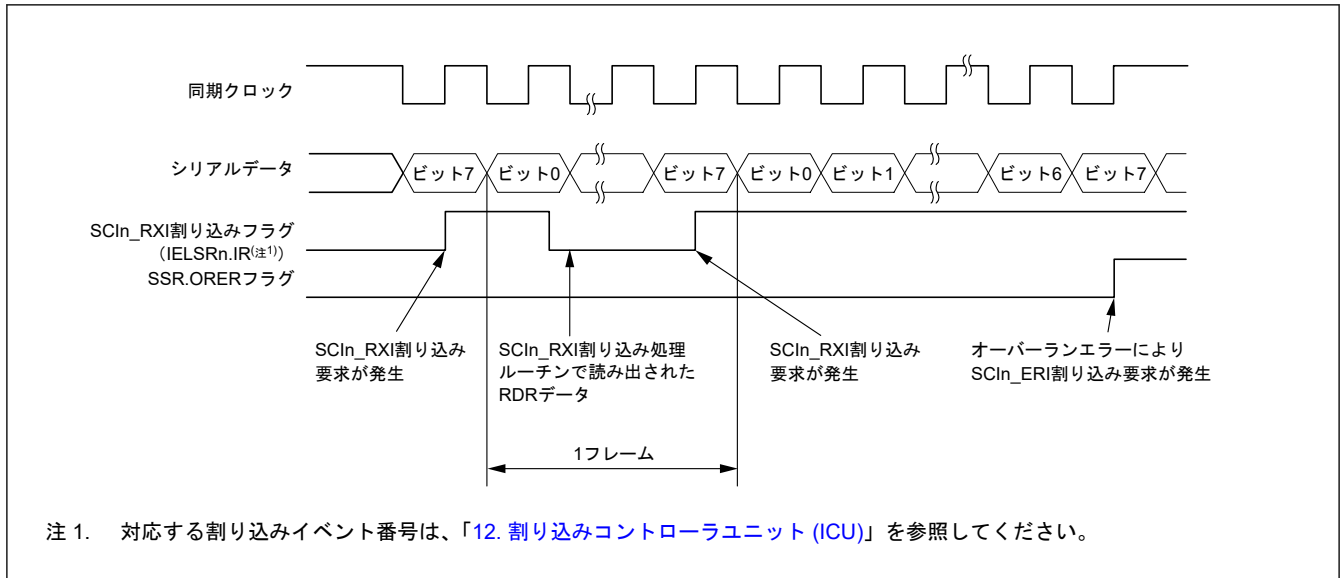 同期クロック
シリアルデータ
ビット7 ビット0 ビット7 ビット0 ビット1 ビット6 ビット7
SCIn_RXI割り込みフラグ
(IELSRn.IR(注1))
SSR.ORERフラグ
SCIn_RXI割り込み
要求が発生
SCIn_RXI割り込み処理
ルーチンで読み出された
RDRデータ
SCIn_RXI割り込み
要求が発生
オーバーランエラーにより
SCIn_ERI割り込み要求が発生
1フレーム
注 1. 対応する割り込みイベント番号は、「12. 割り込みコントローラユニット (ICU)」を参照してください。